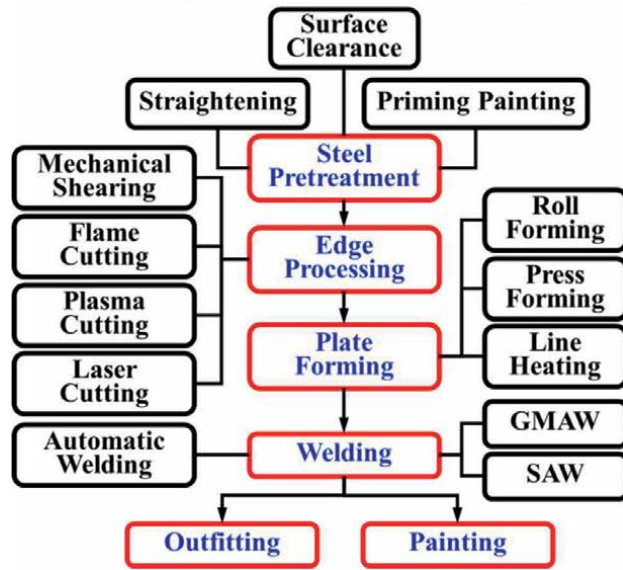 Surface
Clearance
Straightening
Priming Painting
Steel
Pretreatment
Mechanical
Shearing
Flame
Cutting
Plasma
Cutting
Laser
Cutting
Edge
Processing
Plate
Forming
Roll
Forming
Press
Forming
Line
Heating
Automatic
Welding
Welding
GMAW
SAW
Outfitting
Painting